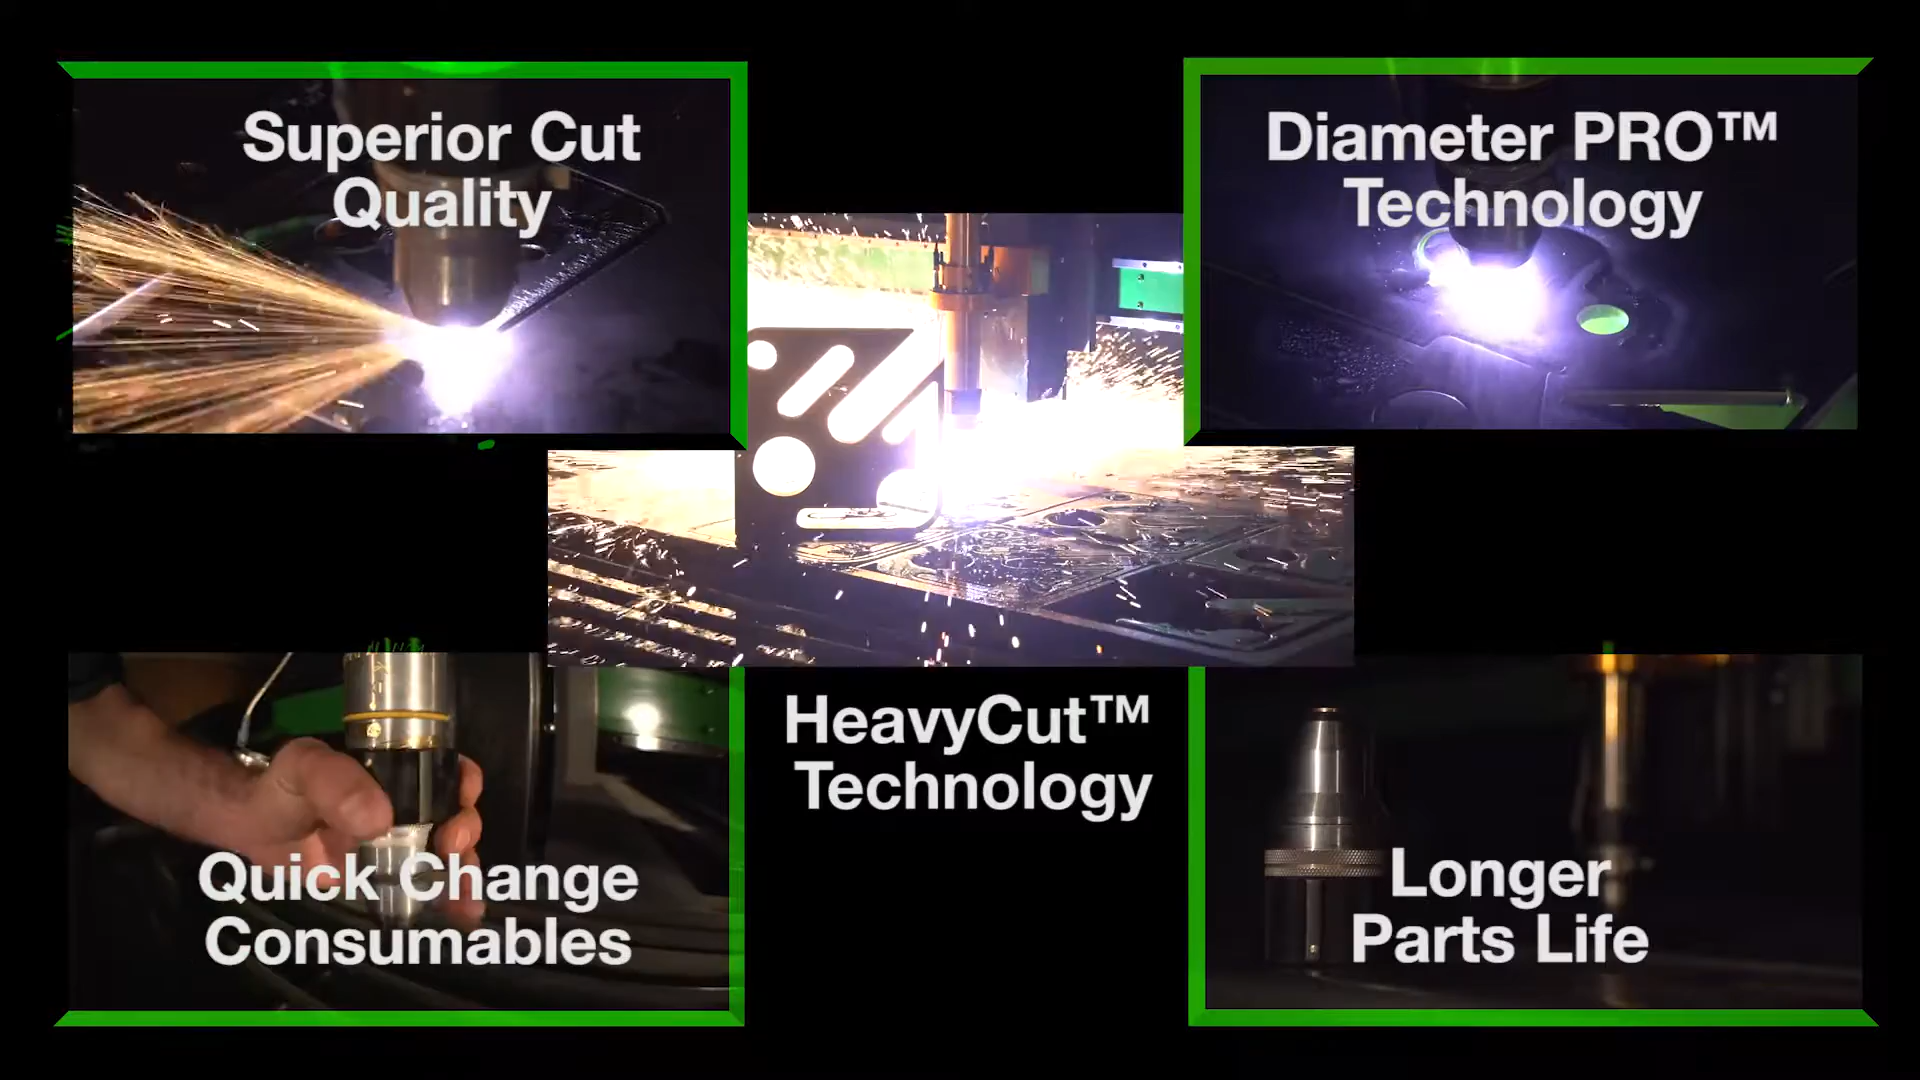 Superior Cut
Quality
Diameter PRO™
Technology
HeavyCut™
Technology
Quick Change
Consumables
Longer
Parts Life